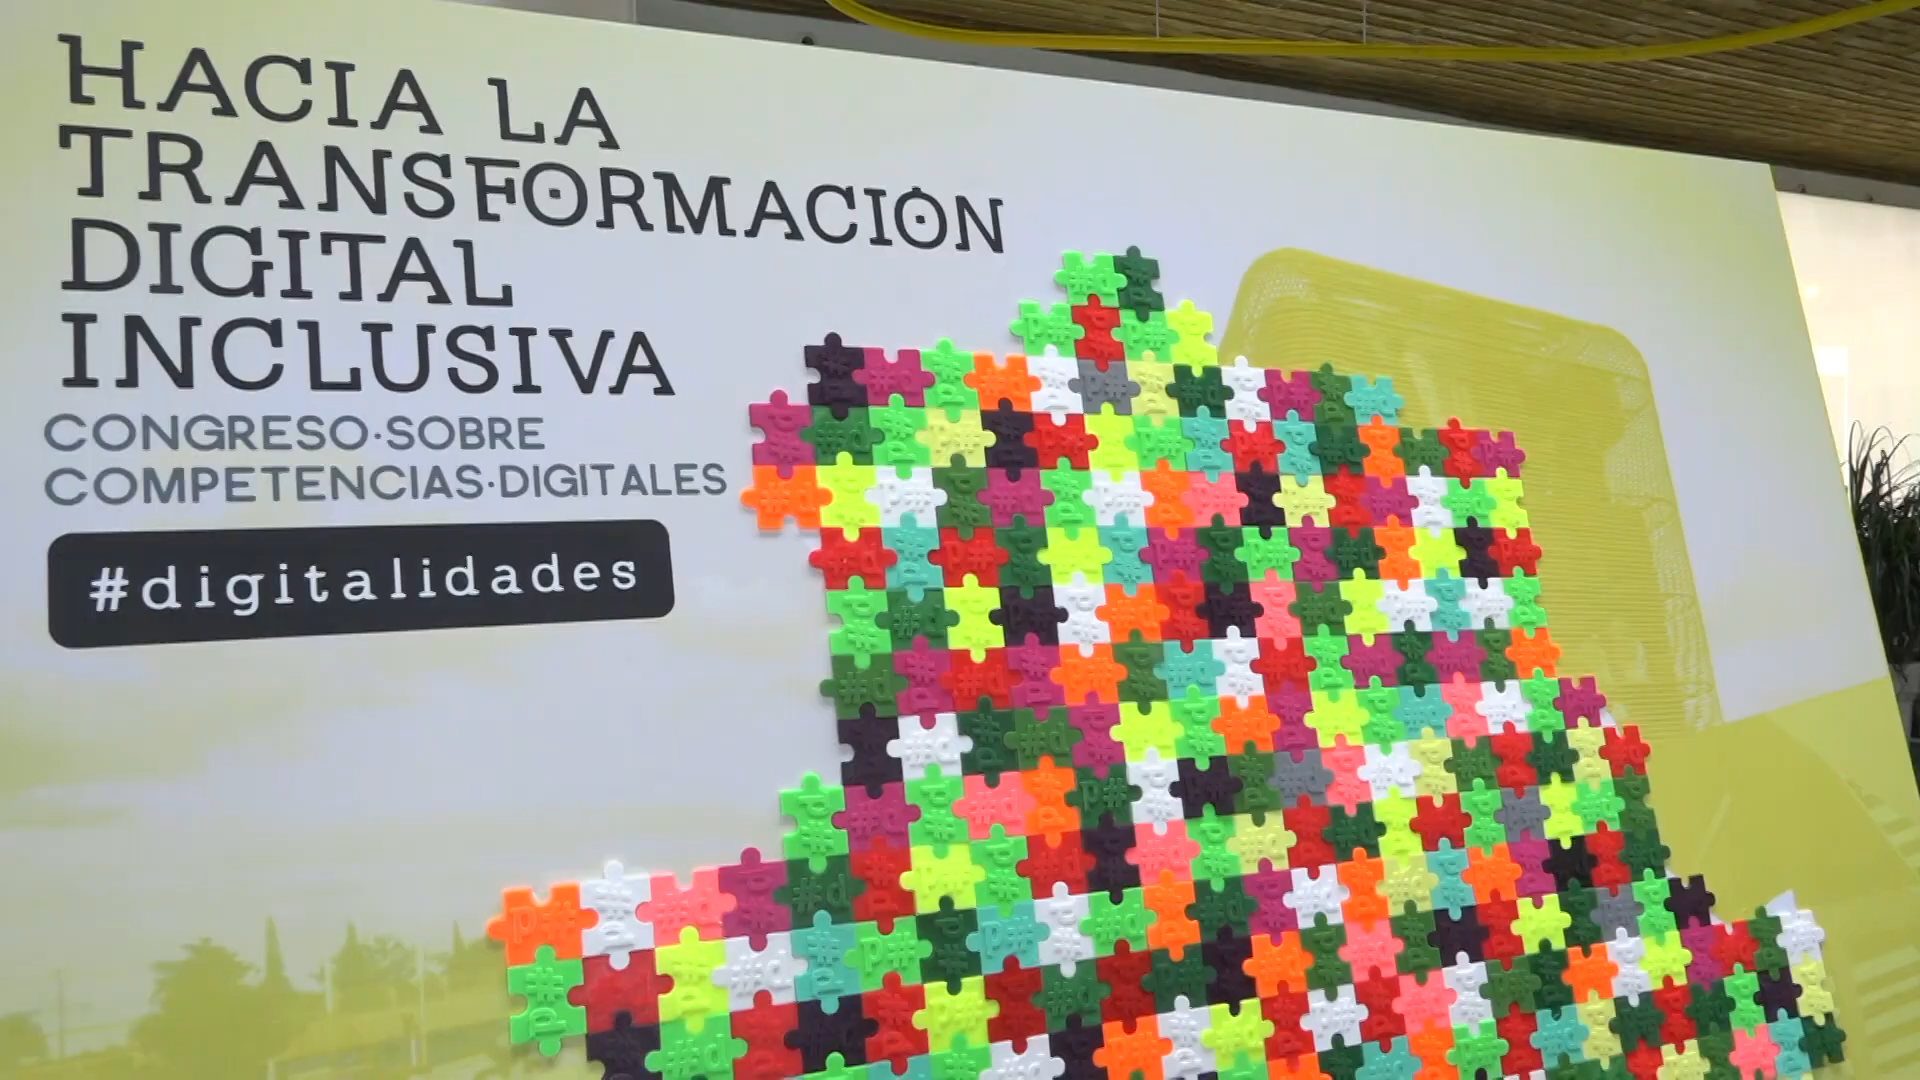 HACIA LA
TRANSFORMACIÓN
DIGITAL
INCLUSIVA
CONGRESO·SOBRE
COMPETENCIAS·DIGITALES
#digitalidades